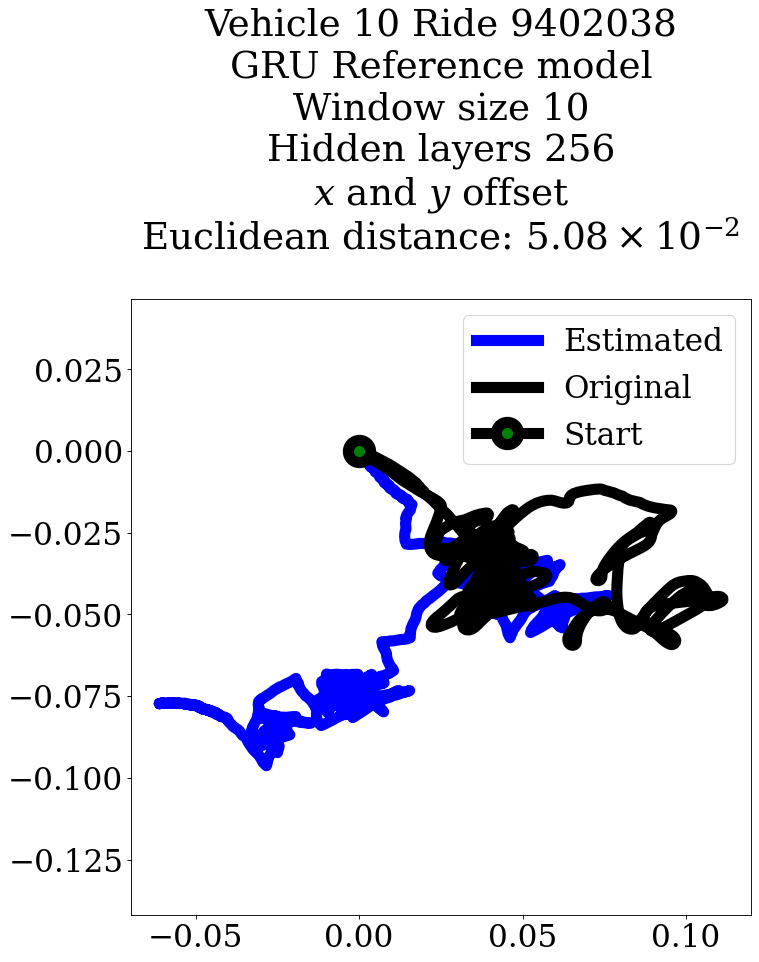 Vehicle 10 Ride 9402038
GRU Reference model
Window size 10
Hidden layers 256
x and y offset
Euclidean distance: 5.08 × 10⁻²
Estimated
Original
Start
0.025
0.000
−0.025
−0.050
−0.075
−0.100
−0.125
−0.05 0.00 0.05 0.10